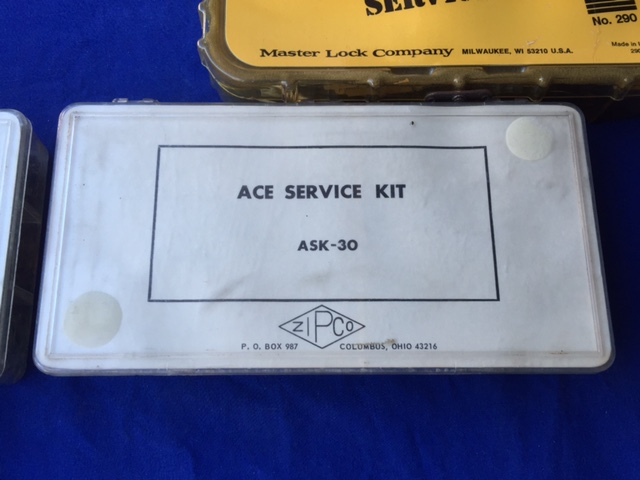 No. 290
Master Lock Company MILWAUKEE, WI 53210 U.S.A.
Made in
ACE SERVICE KIT
ASK-30
ZIPCO
P. O. BOX 987 COLUMBUS, OHIO 43216